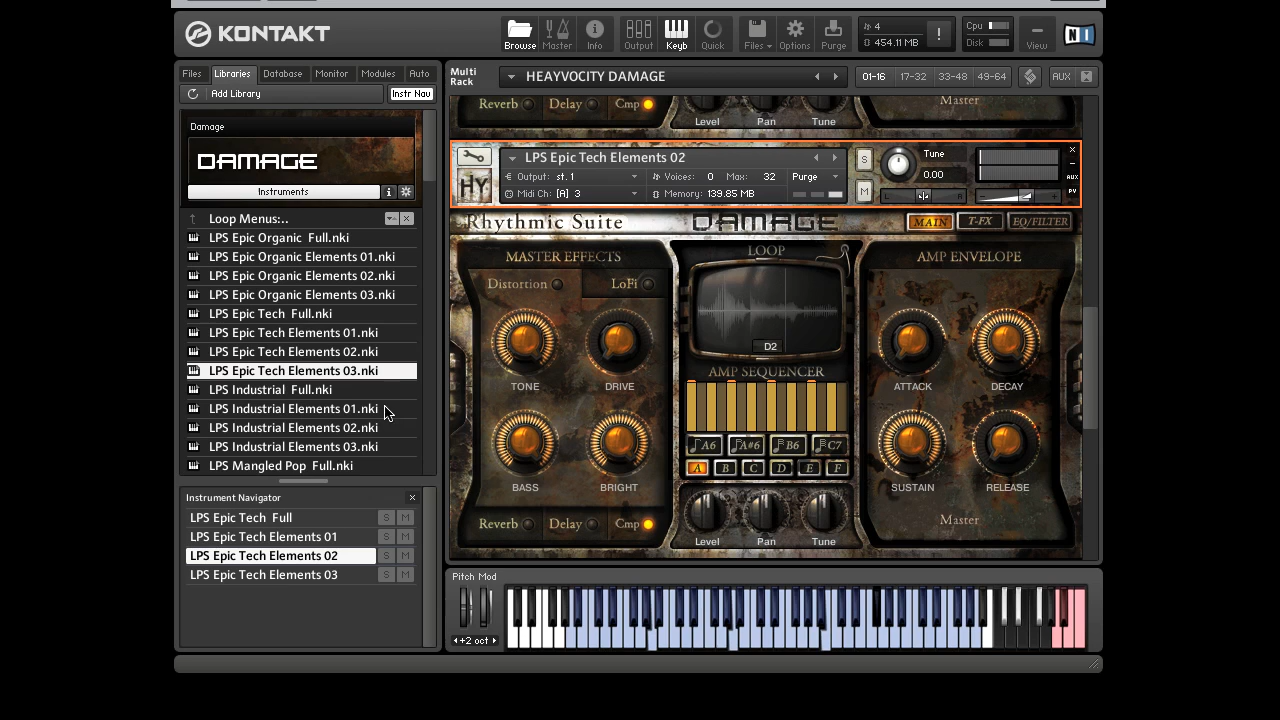 KONTAKT
Browse Master Info Output Keyb Quick Files Options Purge
4
454.11 MB
!
Cpu
Disk
View
NI
Files Libraries Database Monitor Modules Auto
Add Library Instr Nav
Damage
DAMAGE
Instruments i
Loop Menus:..
LPS Epic Organic  Full.nki
LPS Epic Organic Elements 01.nki
LPS Epic Organic Elements 02.nki
LPS Epic Organic Elements 03.nki
LPS Epic Tech  Full.nki
LPS Epic Tech Elements 01.nki
LPS Epic Tech Elements 02.nki
LPS Epic Tech Elements 03.nki
LPS Industrial  Full.nki
LPS Industrial Elements 01.nki
LPS Industrial Elements 02.nki
LPS Industrial Elements 03.nki
LPS Mangled Pop  Full.nki
Instrument Navigator
LPS Epic Tech  Full S M
LPS Epic Tech Elements 01 S M
LPS Epic Tech Elements 02 S M
LPS Epic Tech Elements 03 S M
Multi
Rack
HEAYVOCITY DAMAGE
01-16 17-32 33-48 49-64 AUX
Reverb Delay Cmp Level Pan Tune Master
HY
LPS Epic Tech Elements 02
Output: st.1 Voices: 0 Max: 32 Purge
Midi Ch: [A] 3 Memory: 139.85 MB
S
M
Tune
0.00
L R
AUX
PV
Rhythmic Suite DAMAGE MAIN T-FX EQ/FILTER
MASTER EFFECTS
Distortion LoFi
TONE DRIVE
BASS BRIGHT
Reverb Delay Cmp
LOOP
D2
AMP SEQUENCER
A6 A#6 B6 C7
A B C D E F
Level Pan Tune
AMP ENVELOPE
ATTACK DECAY
SUSTAIN RELEASE
Master
Pitch Mod
+2 oct